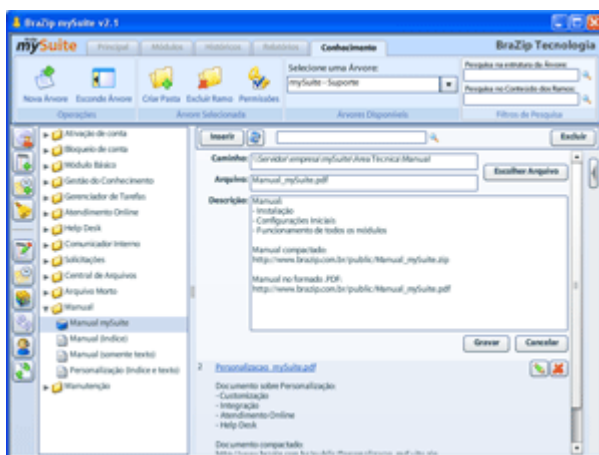 BraZip mySuite v2.1
mySuite
Principal
Módulos
Históricos
Relatórios
Conhecimento
BraZip Tecnologia
Nova Árvore
Esconde Árvore
Criar Pasta
Excluir Ramo
Permissões
Selecione uma Árvore:
mySuite - Suporte
Pesquisa na estrutura da Árvore:
Pesquisa no Conteúdo dos Ramos:
Operações
Árvore Selecionada
Árvores Disponíveis
Filtros de Pesquisa
Ativação de conta
Bloqueio de conta
Módulo Básico
Gestão do Conhecimento
Gerenciador de Tarefas
Atendimento Online
Help Desk
Comunicador Interno
Solicitações
Central de Arquivos
Arquivo Morto
Manual
Manual mySuite
Manual (índice)
Manual (somente texto)
Personalização (índice e texto)
Manutenção
Inserir
Excluir
Caminho: \\Servidor\empresa\mySuite\Area Tecnica\Manual
Arquivo: Manual_mySuite.pdf
Escolher Arquivo
Descrição: Manual:
- Instalação
- Configurações Iniciais
- Funcionamento de todos os módulos
Manual compactado:
http://www.brazip.com.br/public/Manual_mySuite.zip
Manual no formado .PDF:
http://www.brazip.com.br/public/Manual_mySuite.pdf
Gravar
Cancelar
2 Personalizacao_mySuite.pdf
Documento sobre Personalização:
- Customização
- Integração
- Atendimento Online
- Help Desk
Documento compactado: